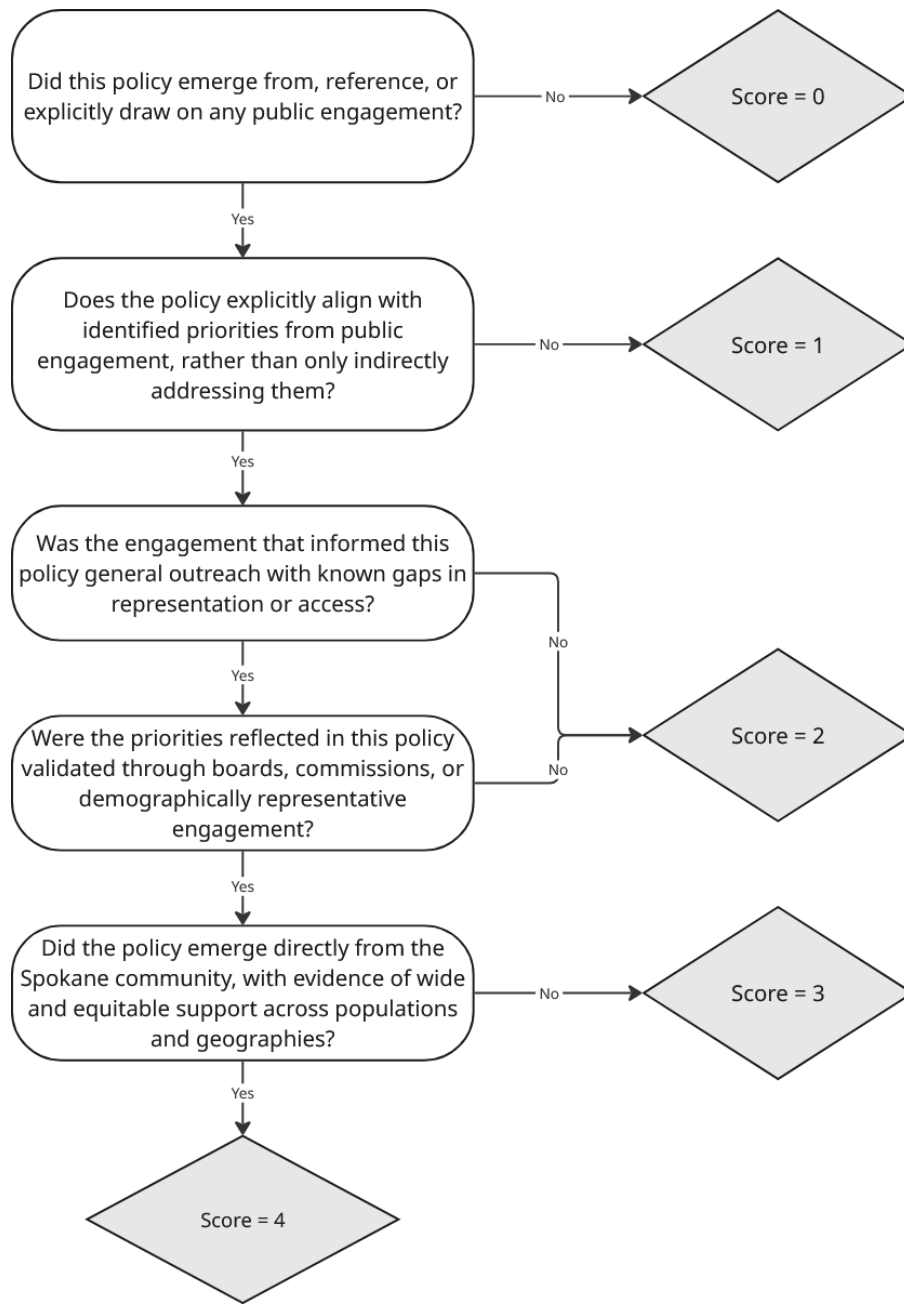 Did this policy emerge from, reference, or
explicitly draw on any public engagement?
No
Score = 0
Yes
Does the policy explicitly align with
identified priorities from public
engagement, rather than only indirectly
addressing them?
No
Score = 1
Yes
Was the engagement that informed this
policy general outreach with known gaps in
representation or access?
No
Yes
Were the priorities reflected in this policy
validated through boards, commissions, or
demographically representative
engagement?
No
Score = 2
Yes
Did the policy emerge directly from the
Spokane community, with evidence of wide
and equitable support across populations
and geographies?
No
Score = 3
Yes
Score = 4